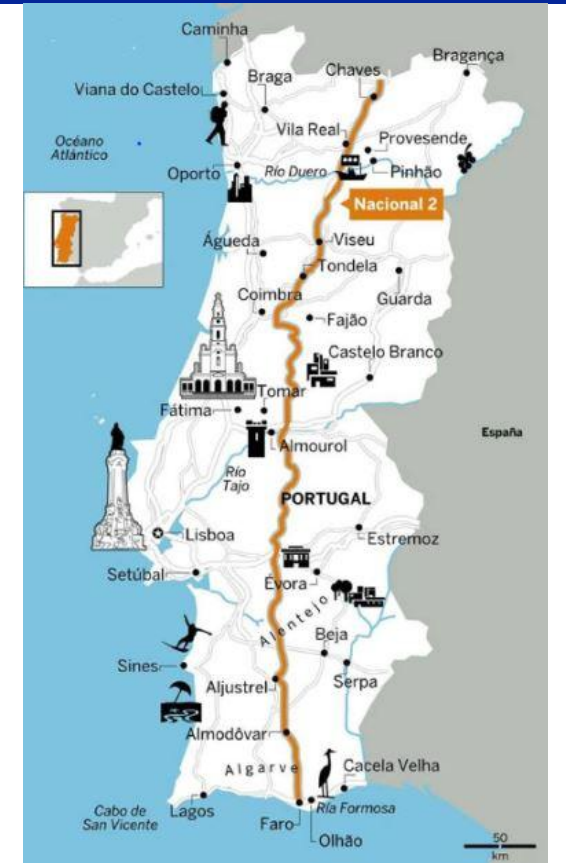 Caminha
Bragança
Chaves
Viana do Castelo
Braga
Vila Real
Provesende
Océano
Atlántico
Oporto
Río Duero
Pinhão
Nacional 2
Águeda
Viseu
Tondela
Coimbra
Guarda
Fajão
Castelo Branco
Tomar
Fátima
España
Almourol
Río
Tajo
PORTUGAL
Lisboa
Estremoz
Setúbal
Évora
Alentejo
Beja
Sines
Serpa
Aljustrel
Almodôvar
Algarve
Cacela Velha
Cabo de
San Vicente
Lagos
Ría Formosa
Faro
Olhão
50
km